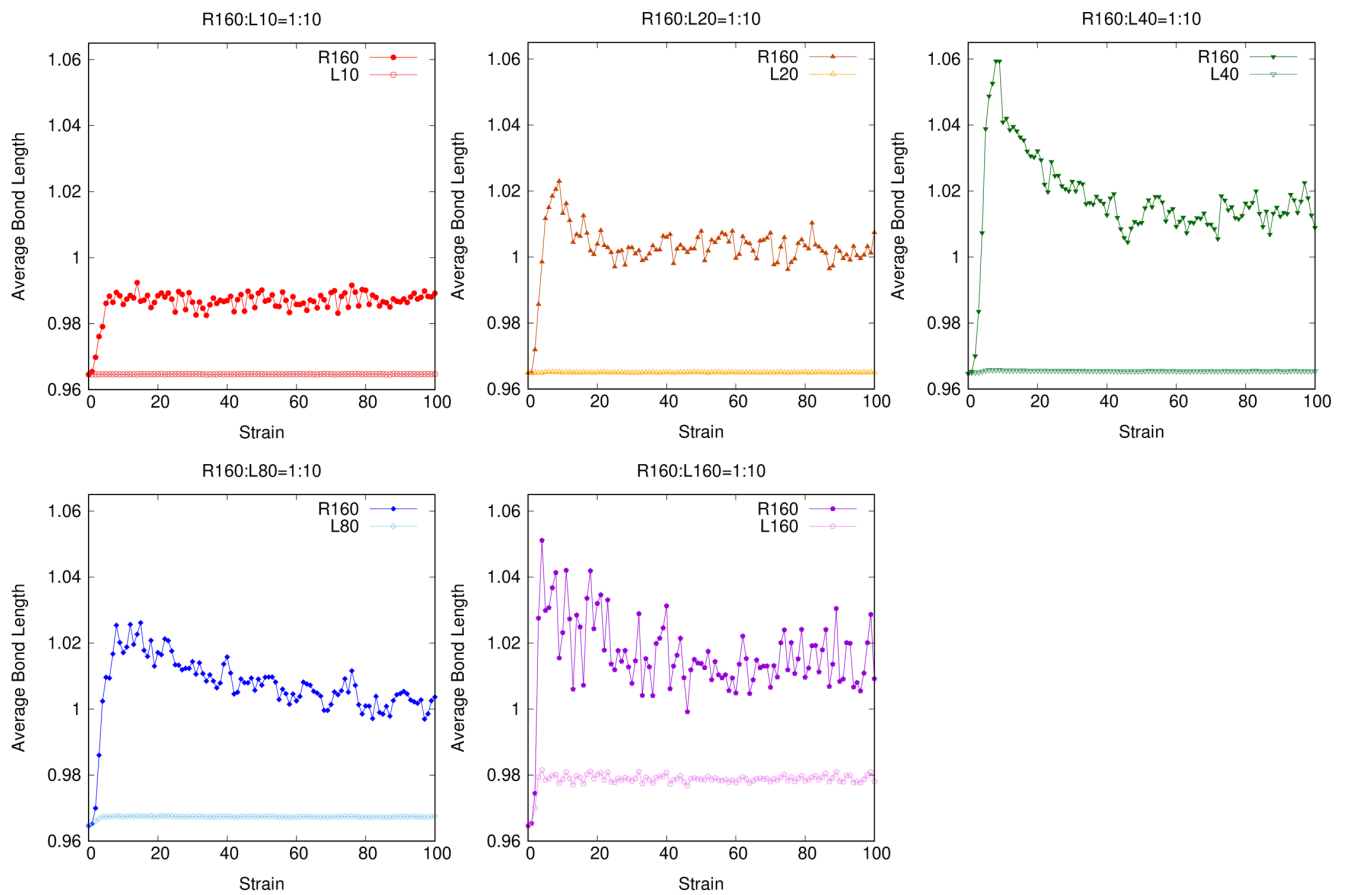 R160:L10=1:10
R160
L10
1.06
1.04
1.02
1
0.98
0.96
Average Bond Length
0 20 40 60 80 100
Strain
R160:L20=1:10
R160
L20
1.06
1.04
1.02
1
0.98
0.96
Average Bond Length
0 20 40 60 80 100
Strain
R160:L40=1:10
R160
L40
1.06
1.04
1.02
1
0.98
0.96
Average Bond Length
0 20 40 60 80 100
Strain
R160:L80=1:10
R160
L80
1.06
1.04
1.02
1
0.98
0.96
Average Bond Length
0 20 40 60 80 100
Strain
R160:L160=1:10
R160
L160
1.06
1.04
1.02
1
0.98
0.96
Average Bond Length
0 20 40 60 80 100
Strain